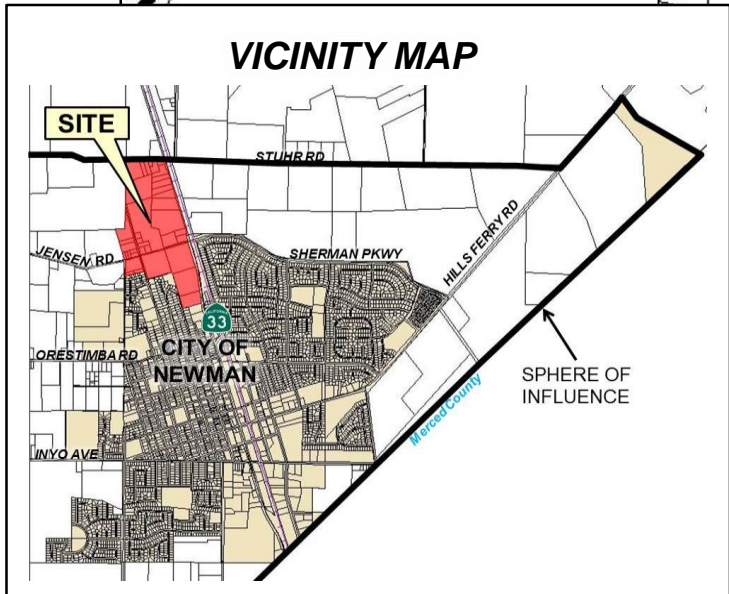 VICINITY MAP
SITE
STUHR RD
JENSEN RD
SHERMAN PKWY
HILLS FERRY RD
CALIFORNIA
33
ORESTIMBA RD
CITY OF
NEWMAN
SPHERE OF
INFLUENCE
Merced County
INYO AVE